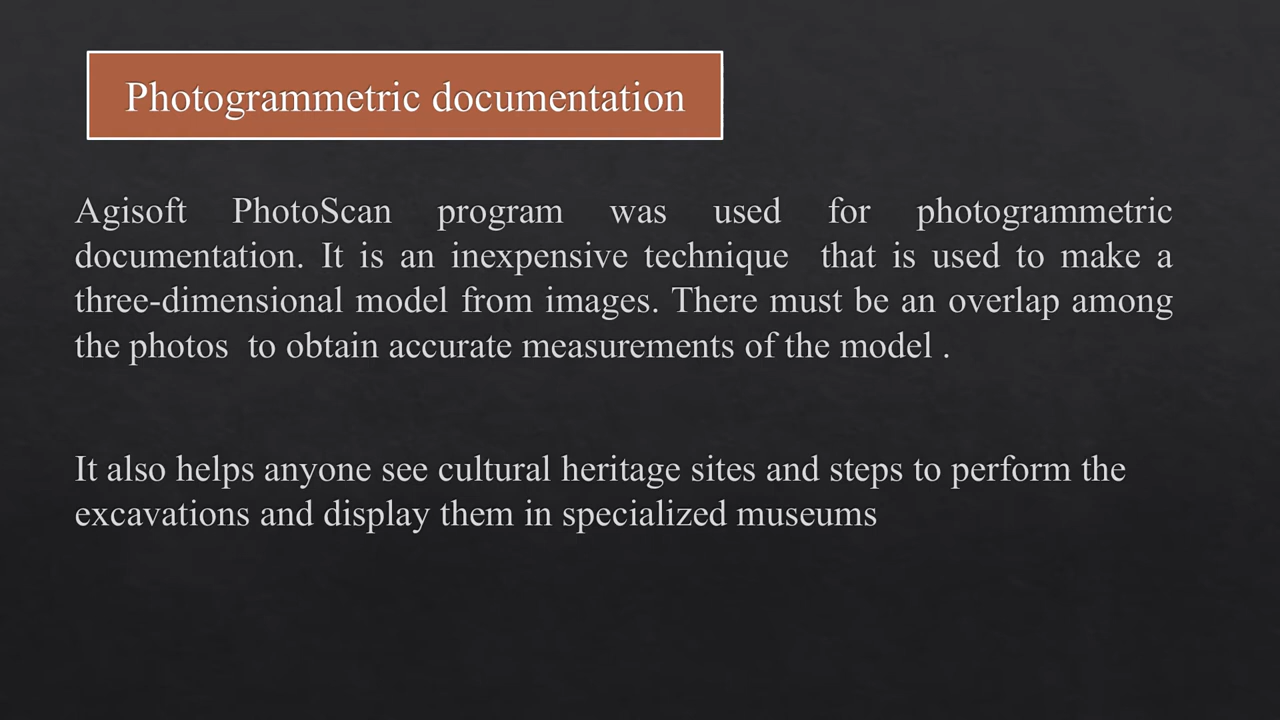 Photogrammetric documentation
Agisoft PhotoScan program was used for photogrammetric
documentation. It is an inexpensive technique  that is used to make a
three-dimensional model from images. There must be an overlap among
the photos  to obtain accurate measurements of the model .
It also helps anyone see cultural heritage sites and steps to perform the
excavations and display them in specialized museums